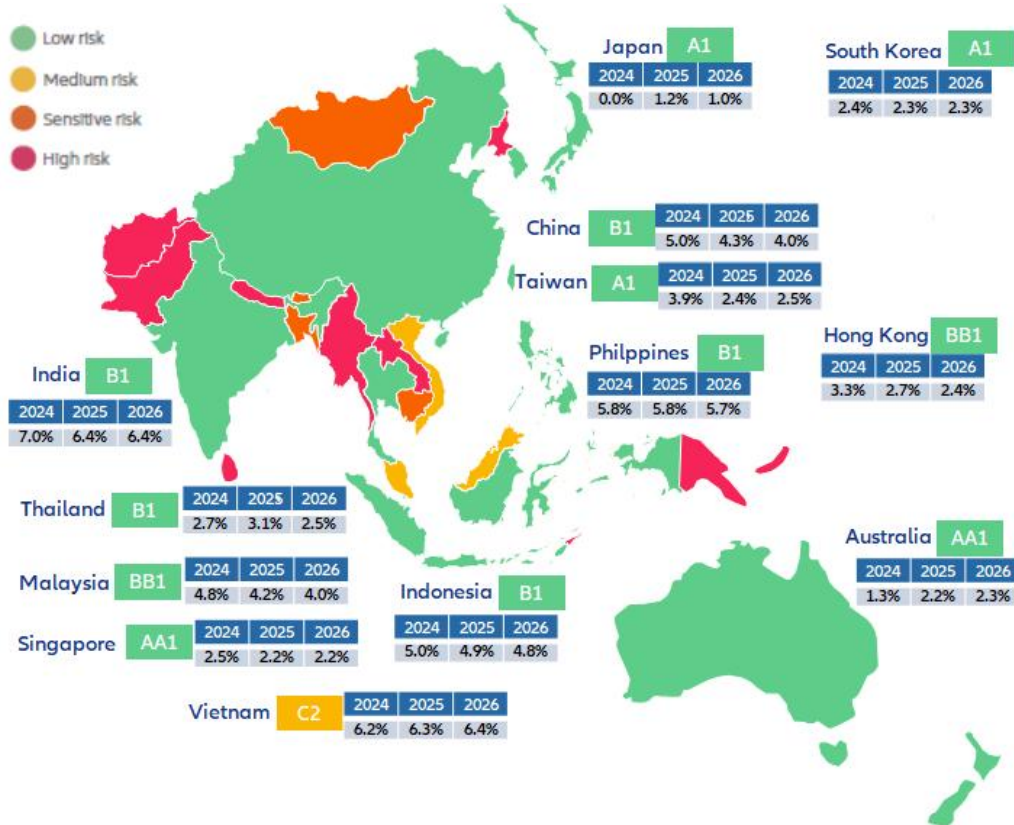 Low risk
Medium risk
Sensitive risk
High risk
Japan A1
2024 2025 2026
0.0% 1.2% 1.0%
South Korea A1
2024 2025 2026
2.4% 2.3% 2.3%
China B1
2024 2025 2026
5.0% 4.3% 4.0%
Taiwan A1
2024 2025 2026
3.9% 2.4% 2.5%
Philppines B1
2024 2025 2026
5.8% 5.8% 5.7%
Hong Kong BB1
2024 2025 2026
3.3% 2.7% 2.4%
India B1
2024 2025 2026
7.0% 6.4% 6.4%
Thailand B1
2024 2025 2026
2.7% 3.1% 2.5%
Malaysia BB1
2024 2025 2026
4.8% 4.2% 4.0%
Singapore AA1
2024 2025 2026
2.5% 2.2% 2.2%
Indonesia B1
2024 2025 2026
5.0% 4.9% 4.8%
Australia AA1
2024 2025 2026
1.3% 2.2% 2.3%
Vietnam C2
2024 2025 2026
6.2% 6.3% 6.4%